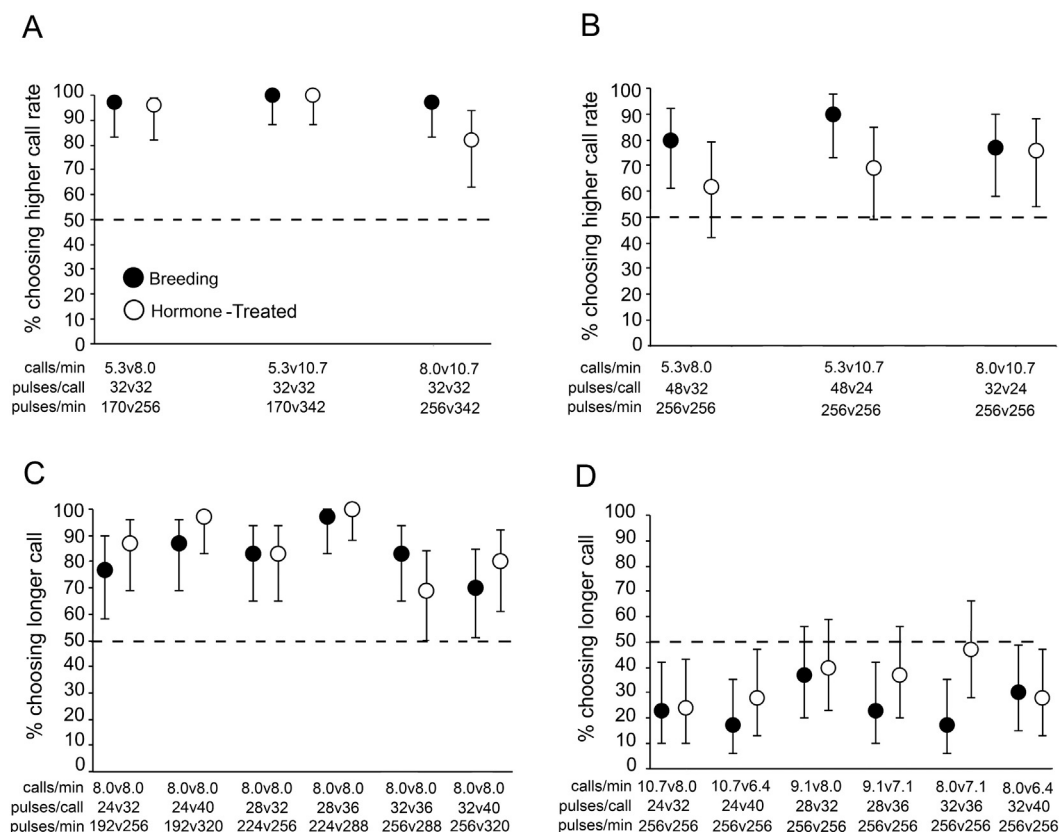 A
% choosing higher call rate
100
90
80
70
60
50
40
30
20
10
0
Breeding
Hormone-Treated
calls/min 5.3v8.0 5.3v10.7 8.0v10.7
pulses/call 32v32 32v32 32v32
pulses/min 170v256 170v342 256v342
B
% choosing higher call rate
100
90
80
70
60
50
40
30
20
10
0
calls/min 5.3v8.0 5.3v10.7 8.0v10.7
pulses/call 48v32 48v24 32v24
pulses/min 256v256 256v256 256v256
C
% choosing longer call
100
90
80
70
60
50
40
30
20
10
0
calls/min 8.0v8.0 8.0v8.0 8.0v8.0 8.0v8.0 8.0v8.0 8.0v8.0
pulses/call 24v32 24v40 28v32 28v36 32v36 32v40
pulses/min 192v256 192v320 224v256 224v288 256v288 256v320
D
% choosing longer call
100
90
80
70
60
50
40
30
20
10
0
calls/min 10.7v8.0 10.7v6.4 9.1v8.0 9.1v7.1 8.0v7.1 8.0v6.4
pulses/call 24v32 24v40 28v32 28v36 32v36 32v40
pulses/min 256v256 256v256 256v256 256v256 256v256 256v256